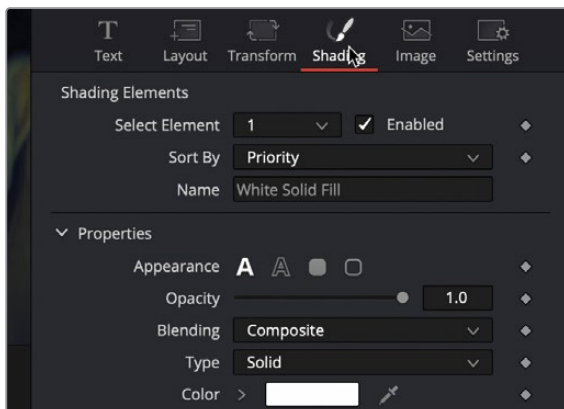 Text Layout Transform Shading Image Settings
Shading Elements
Select Element 1 Enabled
Sort By Priority
Name White Solid Fill
Properties
Appearance A A
Opacity 1.0
Blending Composite
Type Solid
Color